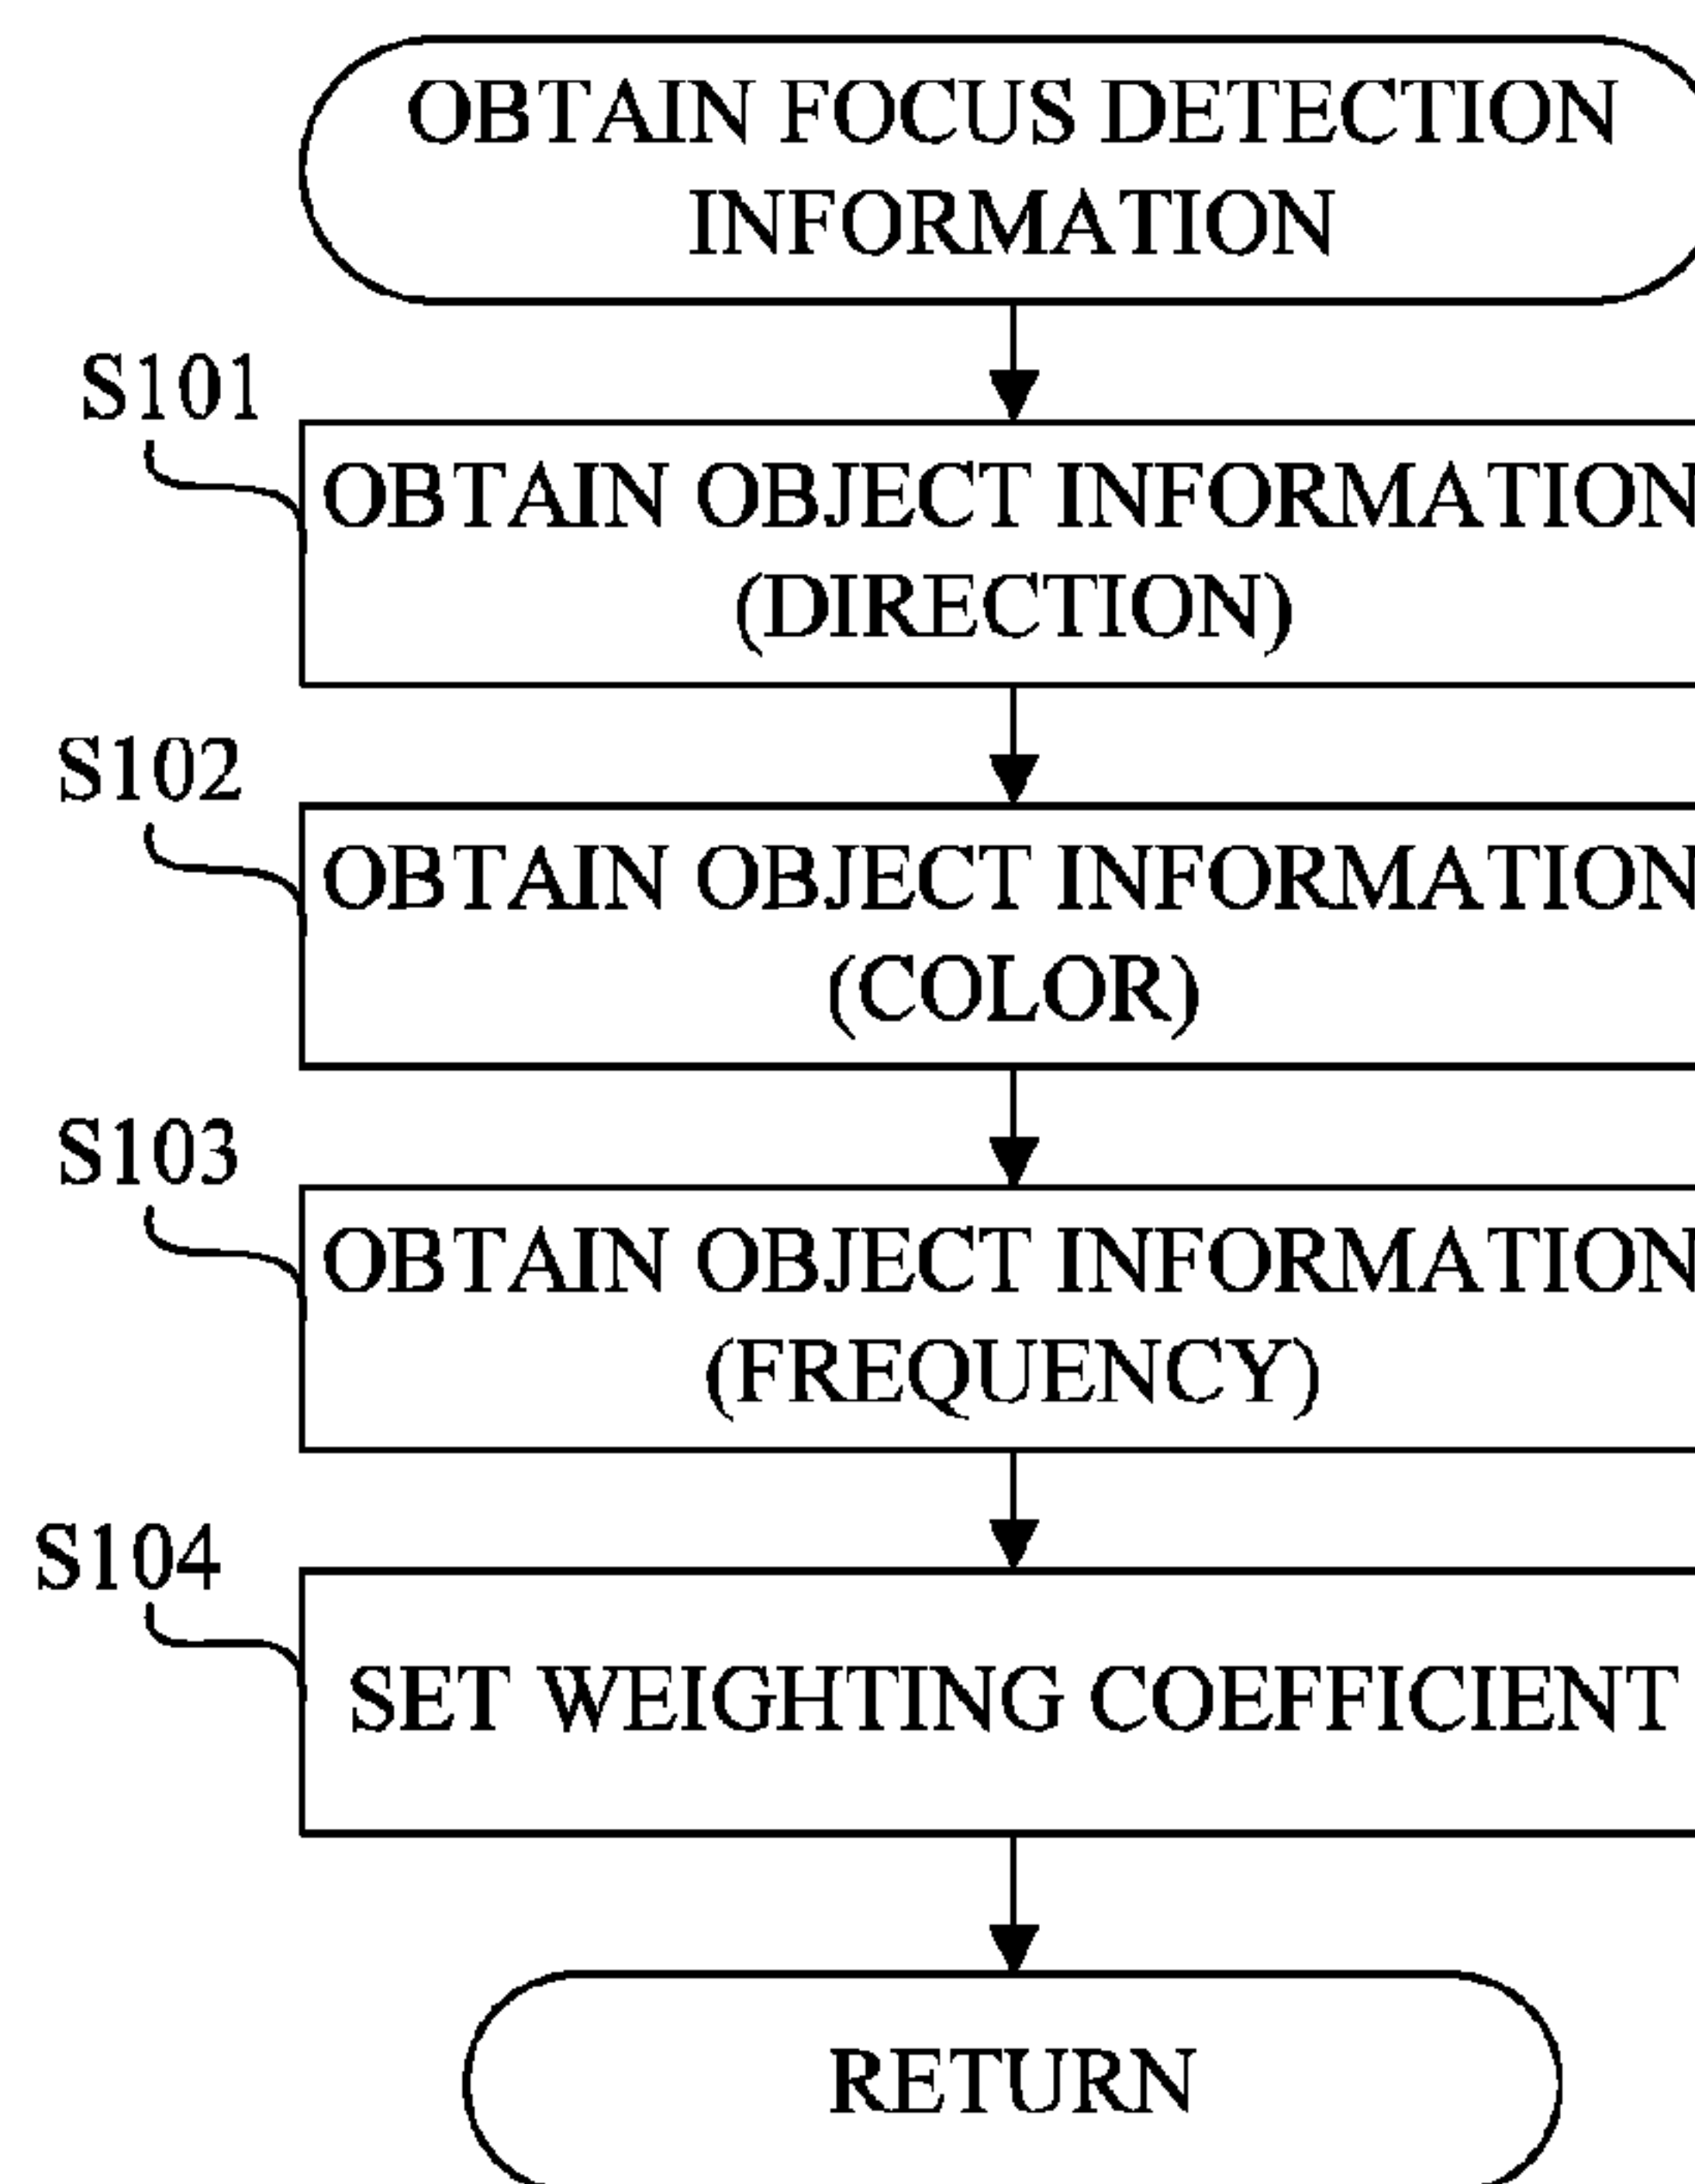 OBTAIN FOCUS DETECTION
INFORMATION
S101
OBTAIN OBJECT INFORMATION
(DIRECTION)
S102
OBTAIN OBJECT INFORMATION
(COLOR)
S103
OBTAIN OBJECT INFORMATION
(FREQUENCY)
S104
SET WEIGHTING COEFFICIENT
RETURN